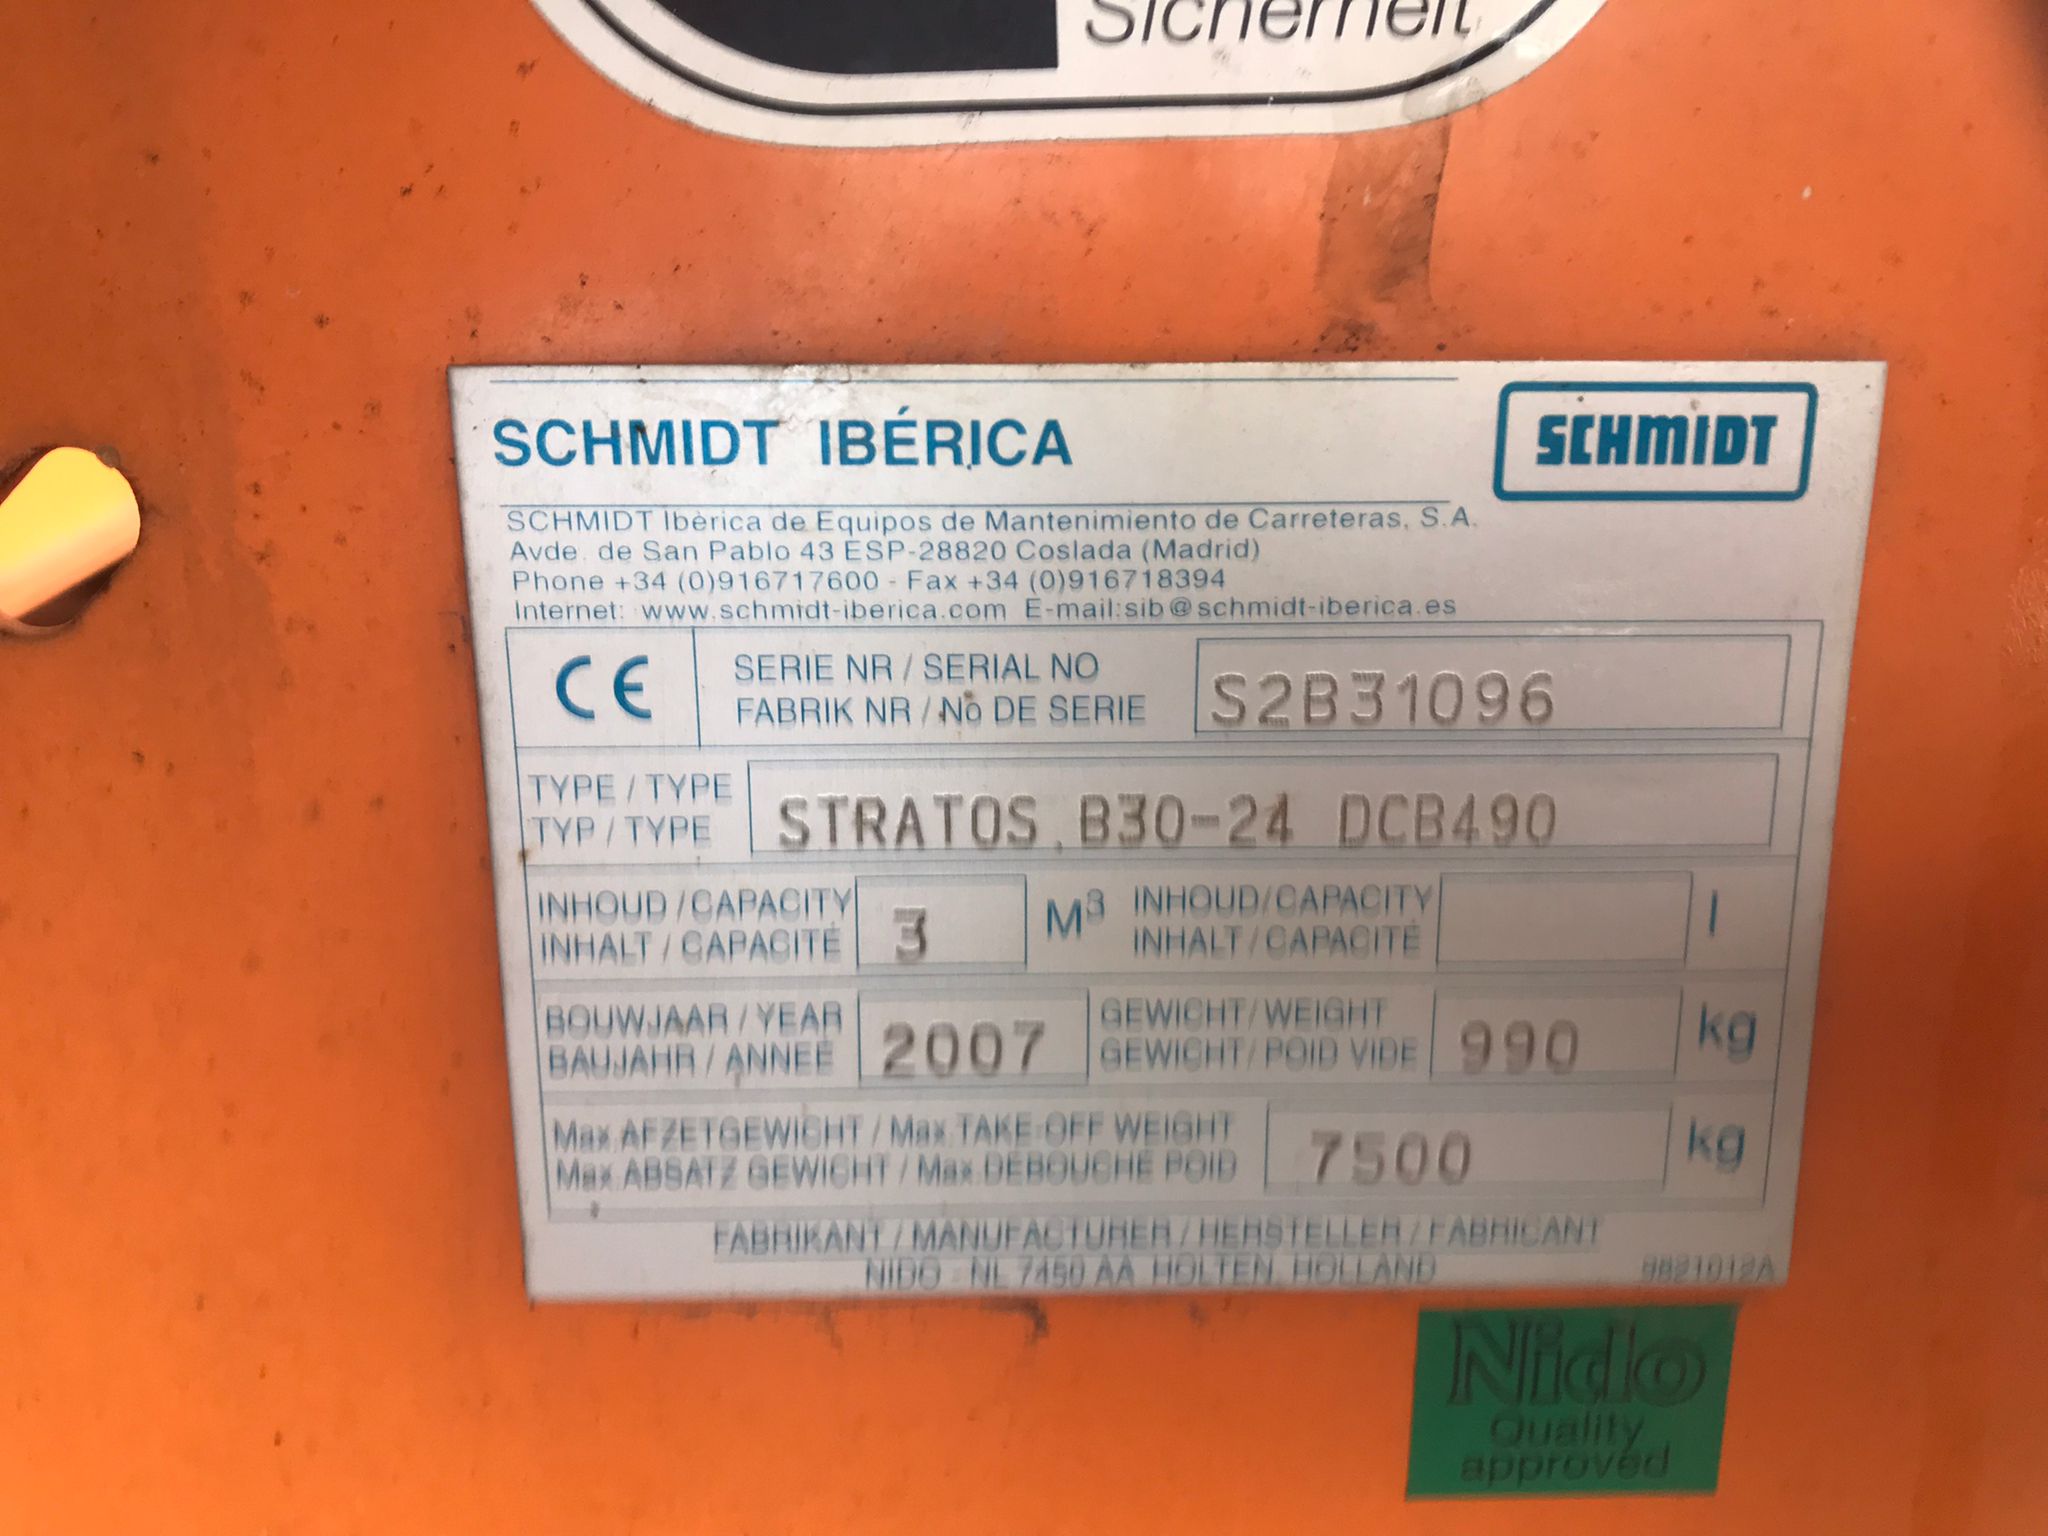 Sicherheit
SCHMIDT IBÉRICA
SCHMIDT
SCHMIDT Ibèrica de Equipos de Mantenimiento de Carreteras, S.A.
Avde. de San Pablo 43 ESP-28820 Coslada (Madrid)
Phone +34 (0)916717600 - Fax +34 (0)916718394
Internet: www.schmidt-iberica.com E-mail:sib@schmidt-iberica.es
CE
SERIE NR / SERIAL NO
FABRIK NR / No DE SERIE
S2B31096
TYPE / TYPE
TYP / TYPE
STRATOS B30-24 DCB490
INHOUD / CAPACITY
INHALT / CAPACITÉ
3
M³
INHOUD/CAPACITY
INHALT / CAPACITÉ
l
BOUWJAAR / YEAR
BAUJAHR / ANNEÉ
2007
GEWICHT/WEIGHT
GEWICHT/POID VIDE
990
kg
Max.AFZETGEWICHT / Max.TAKE-OFF WEIGHT
Max.ABSATZ GEWICHT / Max.DEBOUCHÉ POID
7500
kg
FABRIKANT / MANUFACTURER / HERSTELLER / FABRICANT
NIDO - NL 7450 AA HOLTEN, HOLLAND
9821012A
Nido
Quality
approved